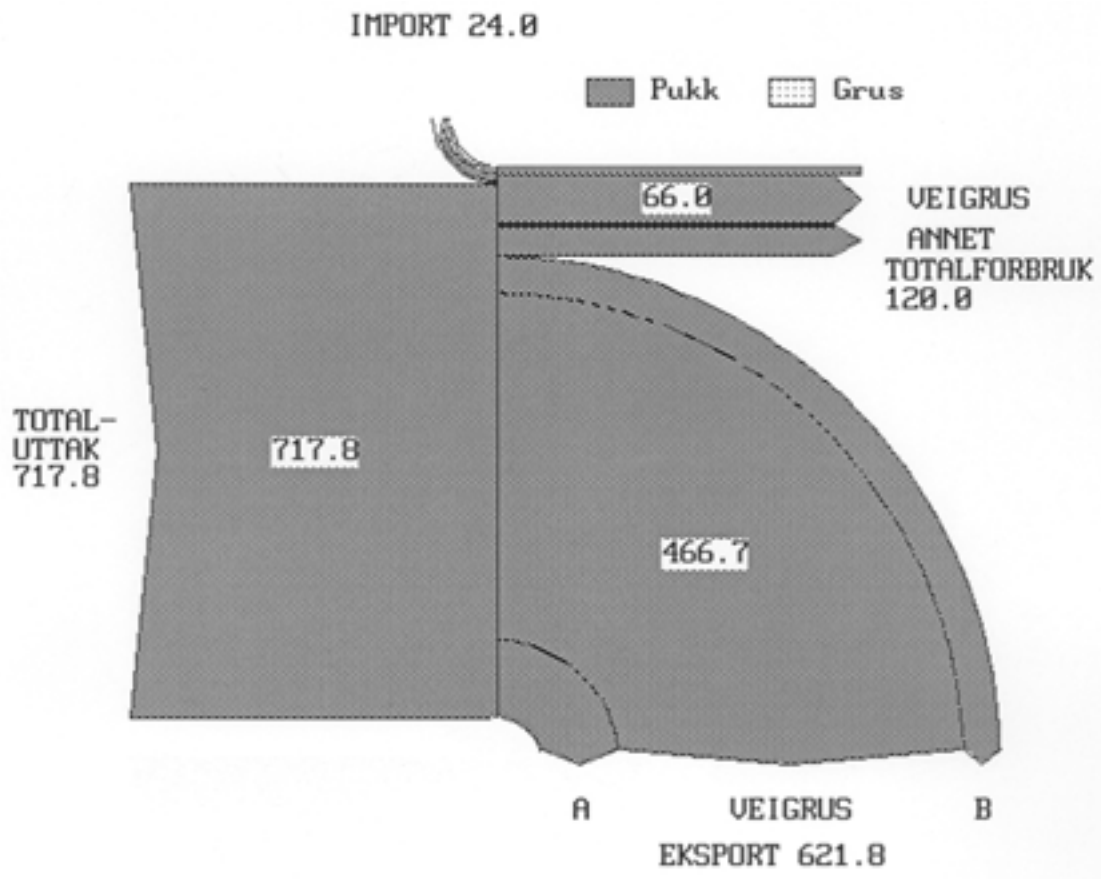 IMPORT 24.0
Pukk
Grus
66.0
VEIGRUS
ANNET
TOTALFORBRUK
120.0
TOTAL-
UTTAK
717.8
717.8
466.7
A
VEIGRUS
B
EKSPORT 621.8